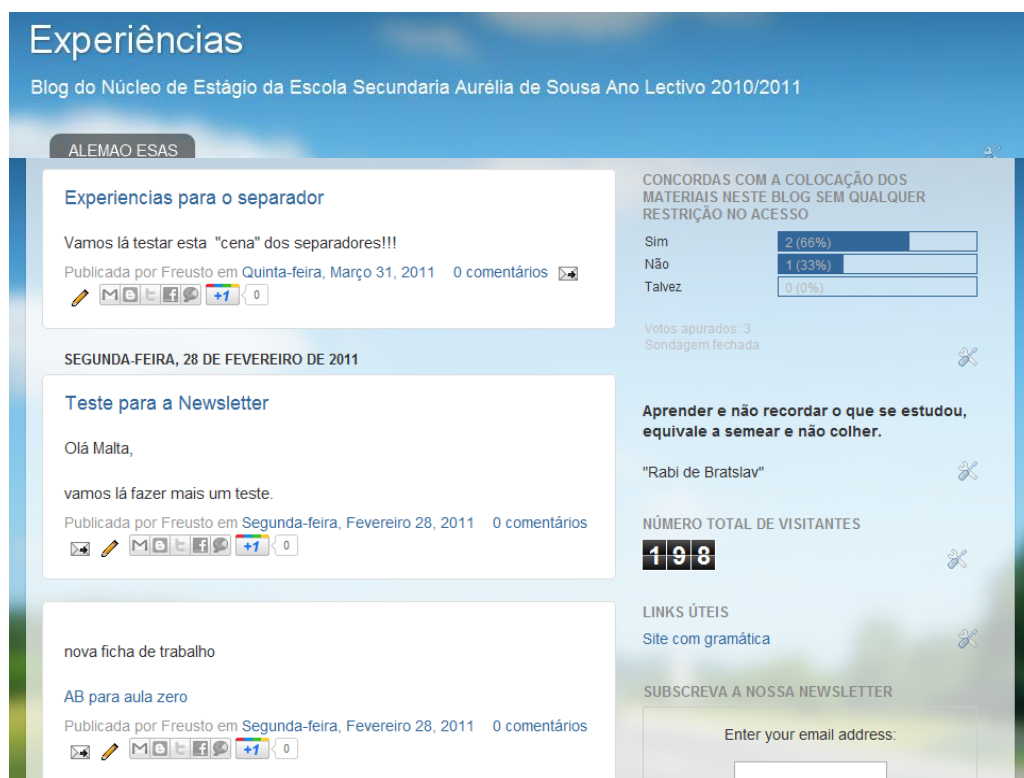 Experiências
Blog do Núcleo de Estágio da Escola Secundaria Aurélia de Sousa Ano Lectivo 2010/2011
ALEMAO ESAS
Experiencias para o separador
Vamos lá testar esta "cena" dos separadores!!!
Publicada por Freusto em Quinta-feira, Março 31, 2011 0 comentários
+1 0
SEGUNDA-FEIRA, 28 DE FEVEREIRO DE 2011
Teste para a Newsletter
Olá Malta,
vamos lá fazer mais um teste.
Publicada por Freusto em Segunda-feira, Fevereiro 28, 2011 0 comentários
+1 0
nova ficha de trabalho
AB para aula zero
Publicada por Freusto em Segunda-feira, Fevereiro 28, 2011 0 comentários
+1 0
CONCORDAS COM A COLOCAÇÃO DOS
MATERIAIS NESTE BLOG SEM QUALQUER
RESTRIÇÃO NO ACESSO
Sim 2 (66%)
Não 1 (33%)
Talvez 0 (0%)
Votos apurados: 3
Sondagem fechada
Aprender e não recordar o que se estudou,
equivale a semear e não colher.
"Rabi de Bratslav"
NÚMERO TOTAL DE VISITANTES
198
LINKS ÚTEIS
Site com gramática
SUBSCREVA A NOSSA NEWSLETTER
Enter your email address: